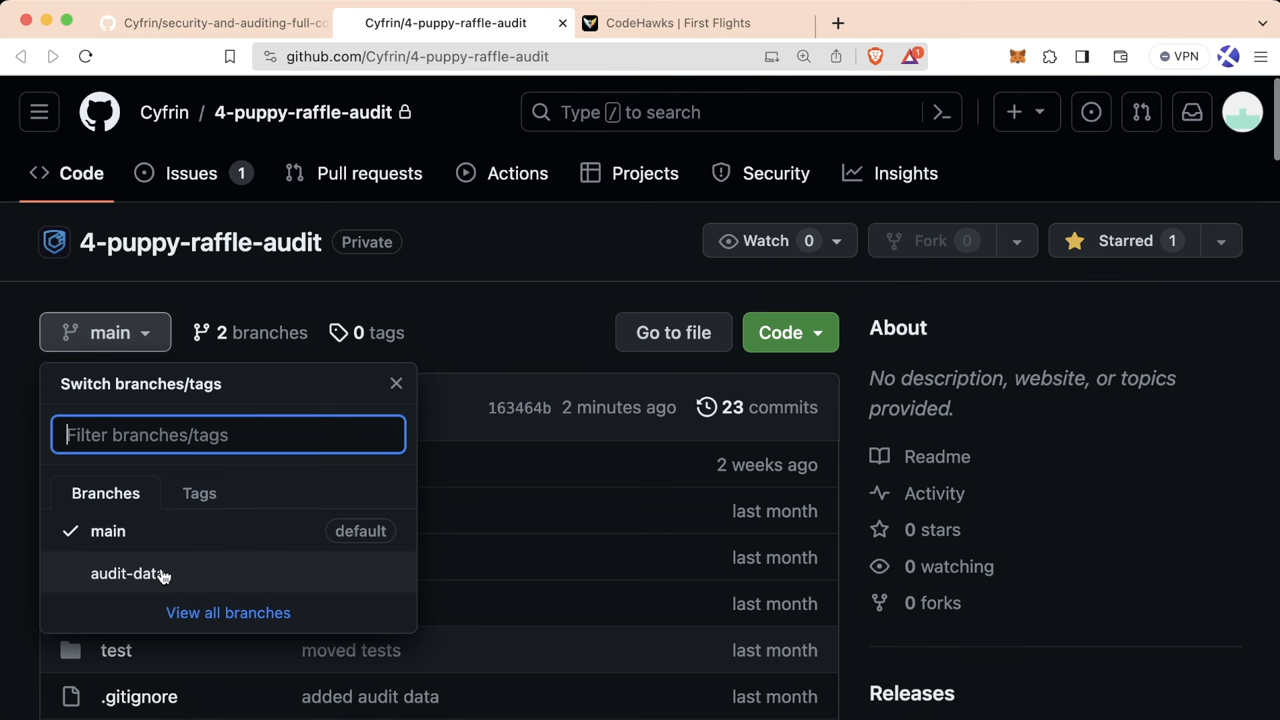 Cyfrin/security-and-auditing-full-co
Cyfrin/4-puppy-raffle-audit
CodeHawks | First Flights
github.com/Cyfrin/4-puppy-raffle-audit
1
VPN
Cyfrin / 4-puppy-raffle-audit
Type / to search
Code
Issues 1
Pull requests
Actions
Projects
Security
Insights
4-puppy-raffle-audit Private
Watch 0
Fork 0
Starred 1
main
2 branches
0 tags
Go to file
Code
Switch branches/tags
Filter branches/tags
Branches
Tags
main default
audit-data
View all branches
163464b 2 minutes ago 23 commits
2 weeks ago
last month
last month
last month
test moved tests last month
.gitignore added audit data last month
About
No description, website, or topics
provided.
Readme
Activity
0 stars
0 watching
0 forks
Releases